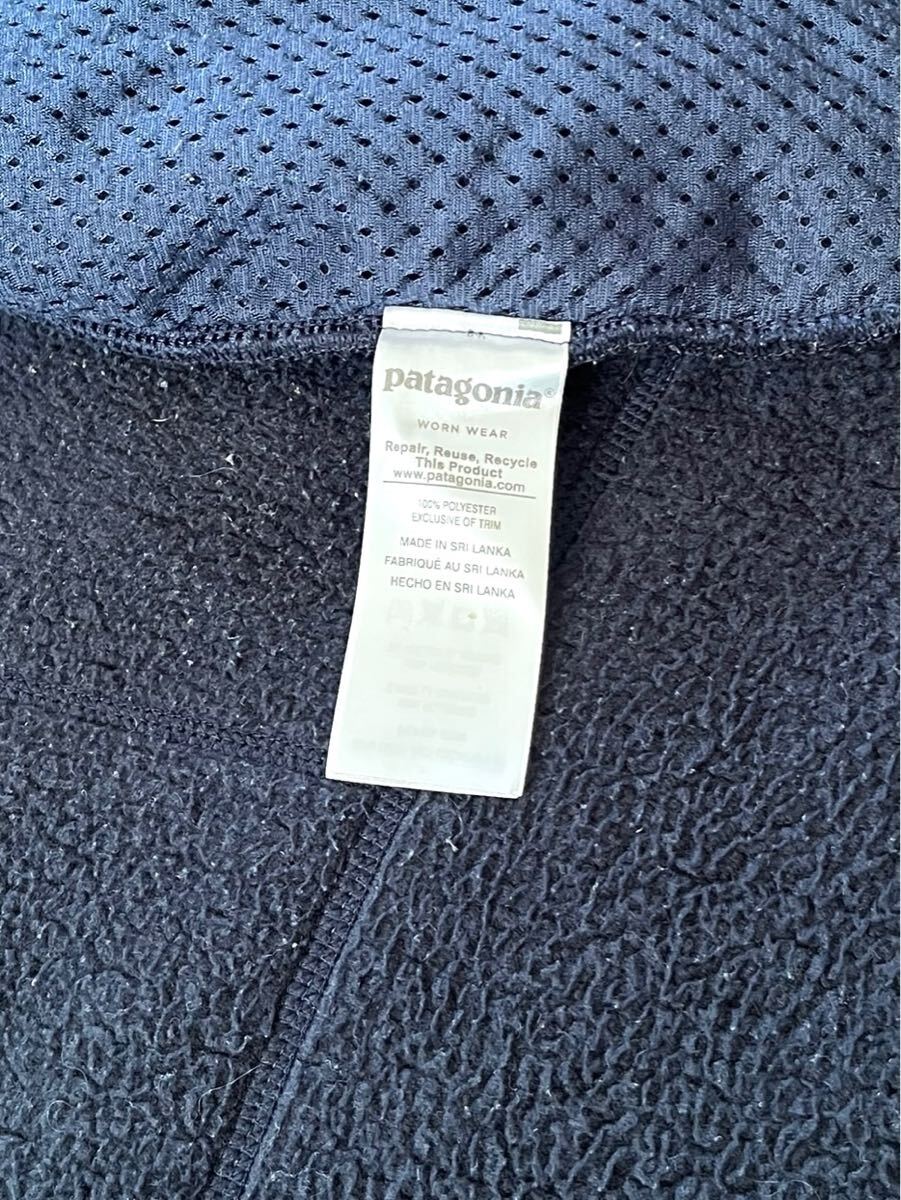 patagonia®
WORN WEAR
Repair, Reuse, Recycle
This Product
www.patagonia.com
100% POLYESTER
EXCLUSIVE OF TRIM
MADE IN SRI LANKA
FABRIQUÉ AU SRI LANKA
HECHO EN SRI LANKA